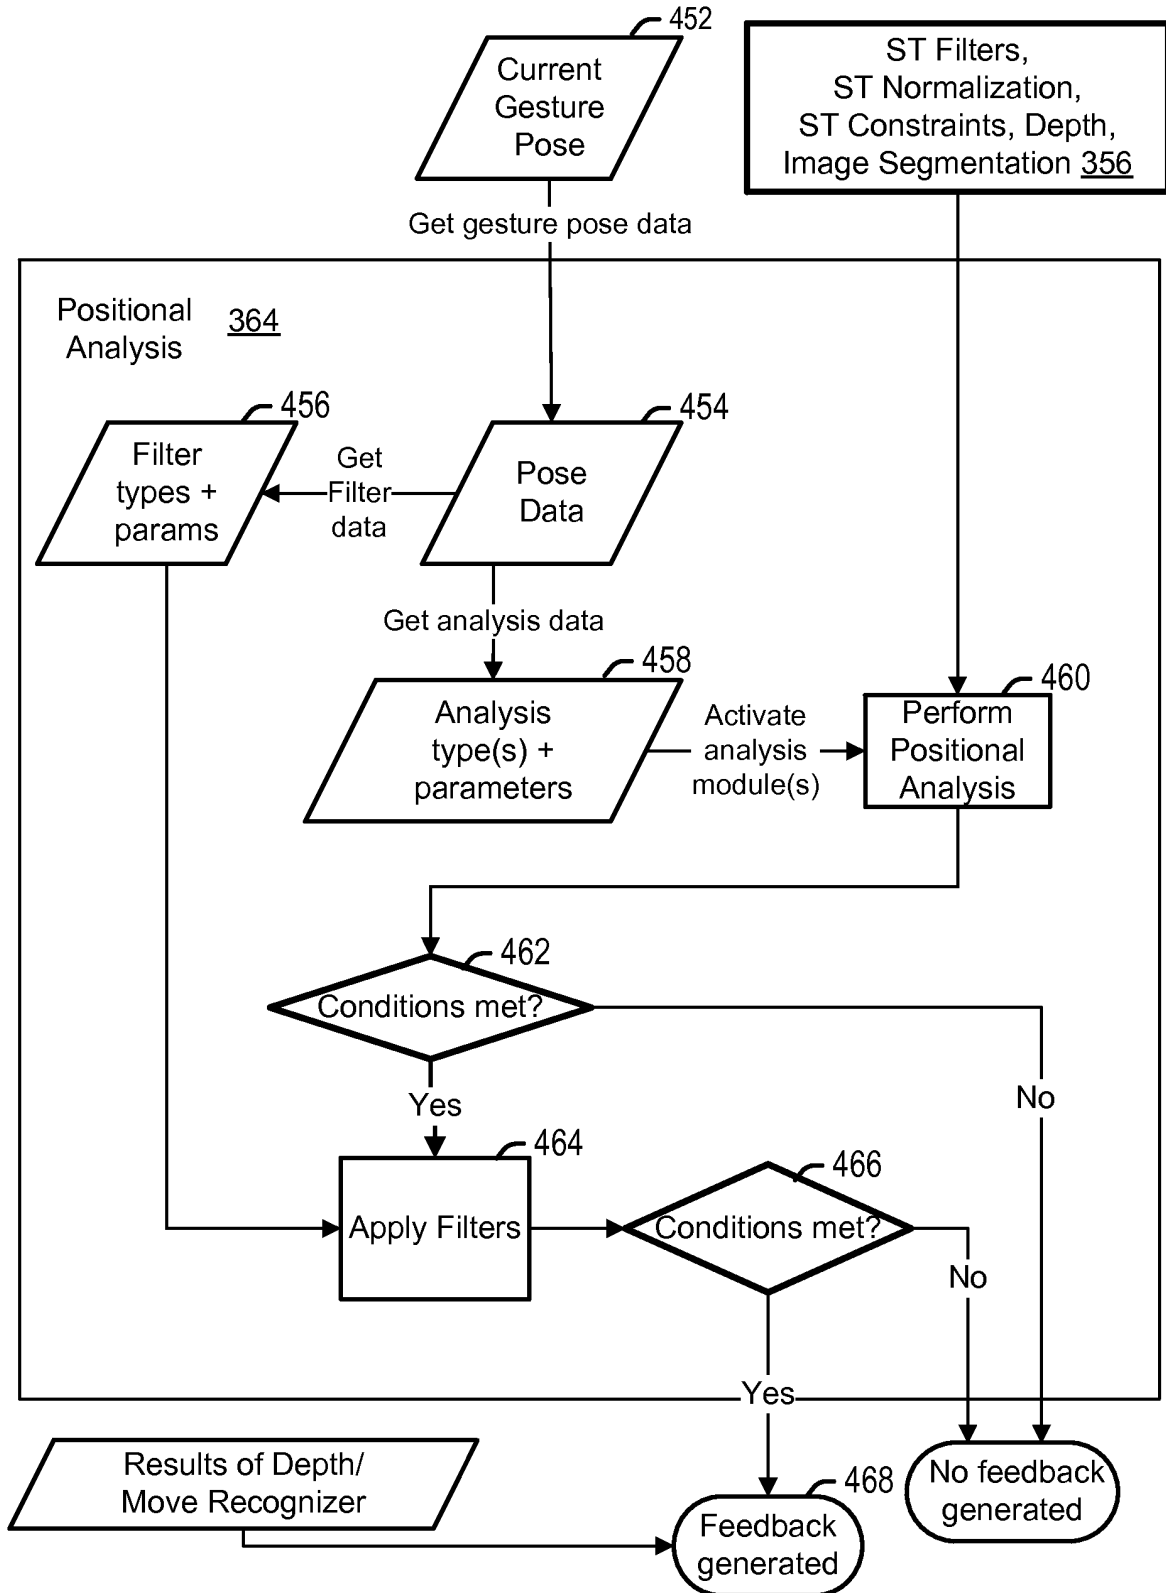 452
Current
Gesture
Pose
ST Filters,
ST Normalization,
ST Constraints, Depth,
Image Segmentation 356
Get gesture pose data
Positional
Analysis
364
456
Filter
types +
params
Get
Filter
data
454
Pose
Data
Get analysis data
458
Analysis
type(s) +
parameters
Activate
analysis
module(s)
460
Perform
Positional
Analysis
462
Conditions met?
No
Yes
464
Apply Filters
466
Conditions met?
No
Yes
Results of Depth/
Move Recognizer
468
Feedback
generated
No feedback
generated